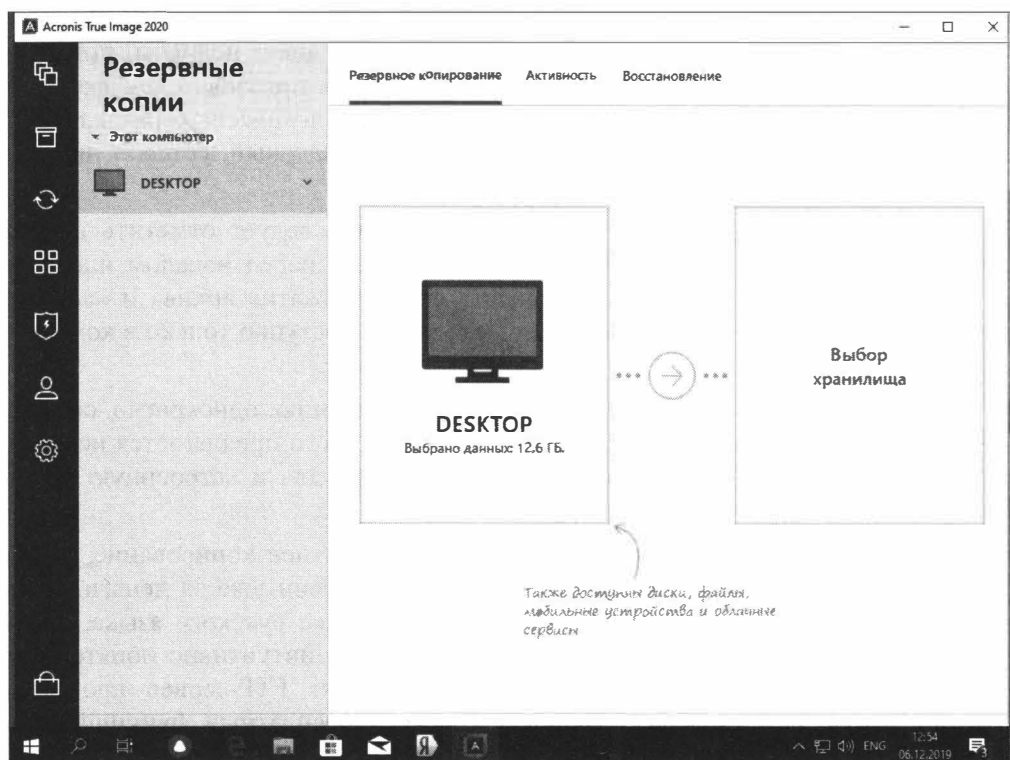 Acronis True Image 2020
Резервные
копии
Этот компьютер
DESKTOP
Резервное копирование Активность Восстановление
DESKTOP
Выбрано данных: 12,6 ГБ.
Выбор
хранилища
Также доступны диски, файлы,
мобильные устройства и облачные
сервисы
ENG
12:54
06.12.2019
3